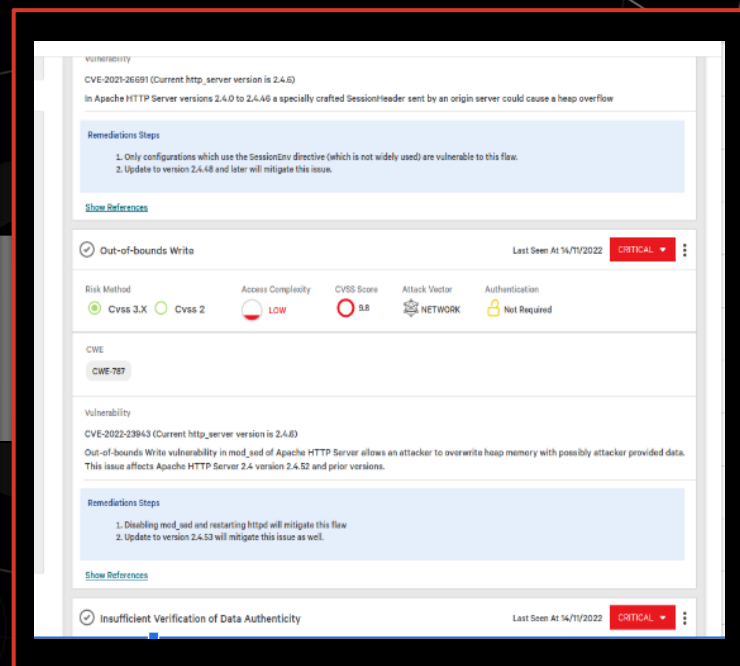 Vulnerability
CVE-2021-26691 (Current http_server version is 2.4.6)
In Apache HTTP Server versions 2.4.0 to 2.4.46 a specially crafted SessionHeader sent by an origin server could cause a heap overflow
Remediations Steps
1. Only configurations which use the SessionEnv directive (which is not widely used) are vulnerable to this flaw.
2. Update to version 2.4.48 and later will mitigate this issue.
Show References
Out-of-bounds Write Last Seen At 14/11/2022 CRITICAL
Risk Method Access Complexity CVSS Score Attack Vector Authentication
Cvss 3.X Cvss 2 LOW 9.8 NETWORK Not Required
CWE
CWE-787
Vulnerability
CVE-2022-23943 (Current http_server version is 2.4.6)
Out-of-bounds Write vulnerability in mod_sed of Apache HTTP Server allows an attacker to overwrite heap memory with possibly attacker provided data.
This issue affects Apache HTTP Server 2.4 version 2.4.52 and prior versions.
Remediations Steps
1. Disabling mod_sed and restarting httpd will mitigate this flaw
2. Update to version 2.4.53 will mitigate this issue as well.
Show References
Insufficient Verification of Data Authenticity Last Seen At 14/11/2022 CRITICAL